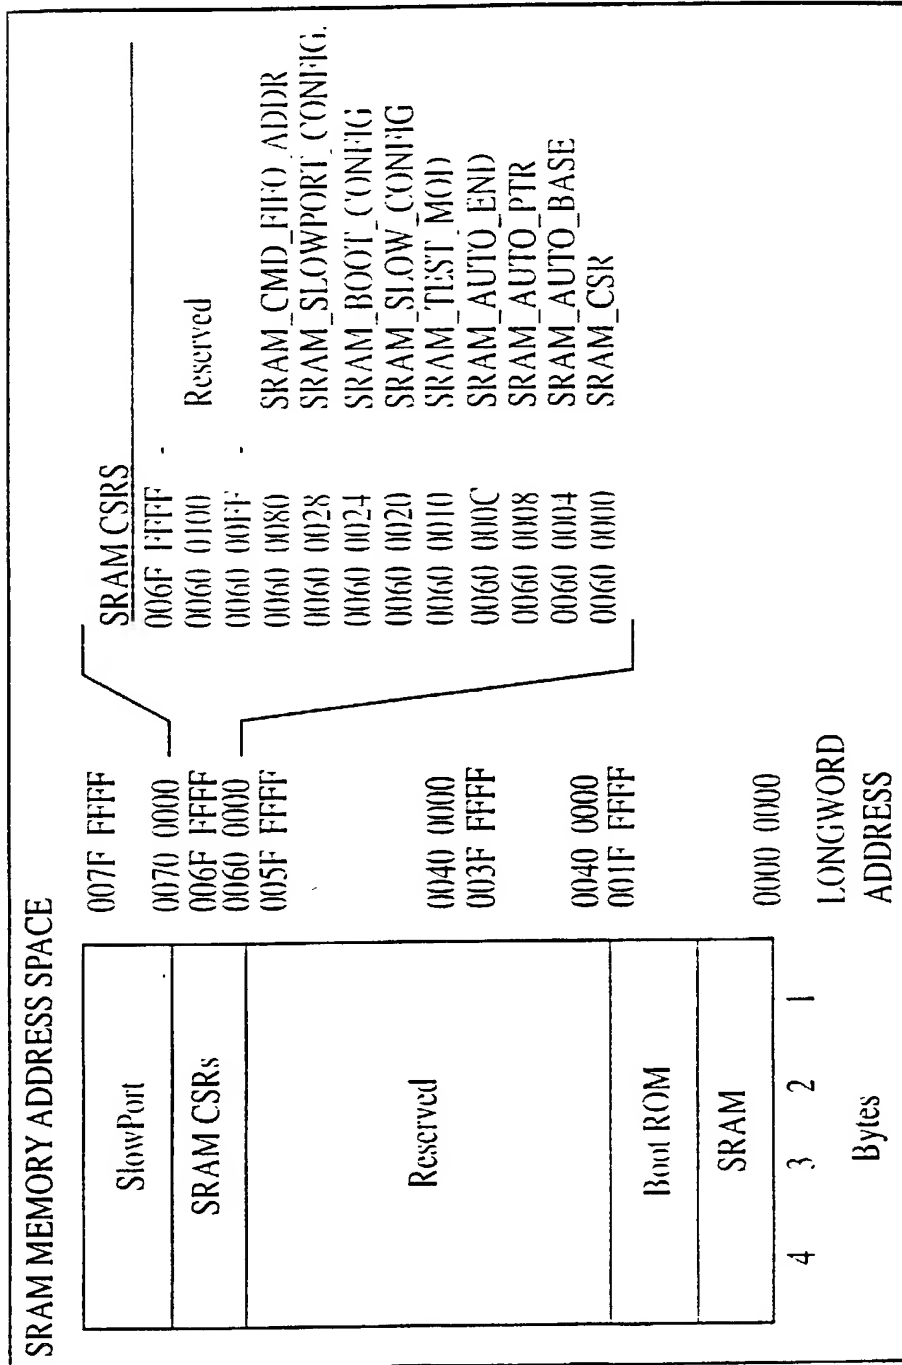 SRAM MEMORY ADDRESS SPACE
SlowPort
SRAM CSRs
Reserved
Boot ROM
SRAM
4 3 2 1
Bytes
007F FFFF
0070 0000
006F FFFF
0060 0000
005F FFFF
0040 0000
003F FFFF
0040 0000
001F FFFF
0000 0000
LONGWORD
ADDRESS
SRAM CSRS
006F FFFF -
0060 0100 Reserved
0060 00FF -
0060 0080 SRAM_CMD_FIFO_ADDR
0060 0028 SRAM_SLOWPORT_CONFIG.
0060 0024 SRAM_BOOT_CONFIG
0060 0020 SRAM_SLOW_CONFIG
0060 0010 SRAM_TEST_MOD
0060 000C SRAM_AUTO_END
0060 0008 SRAM_AUTO_PTR
0060 0004 SRAM_AUTO_BASE
0060 0000 SRAM_CSR